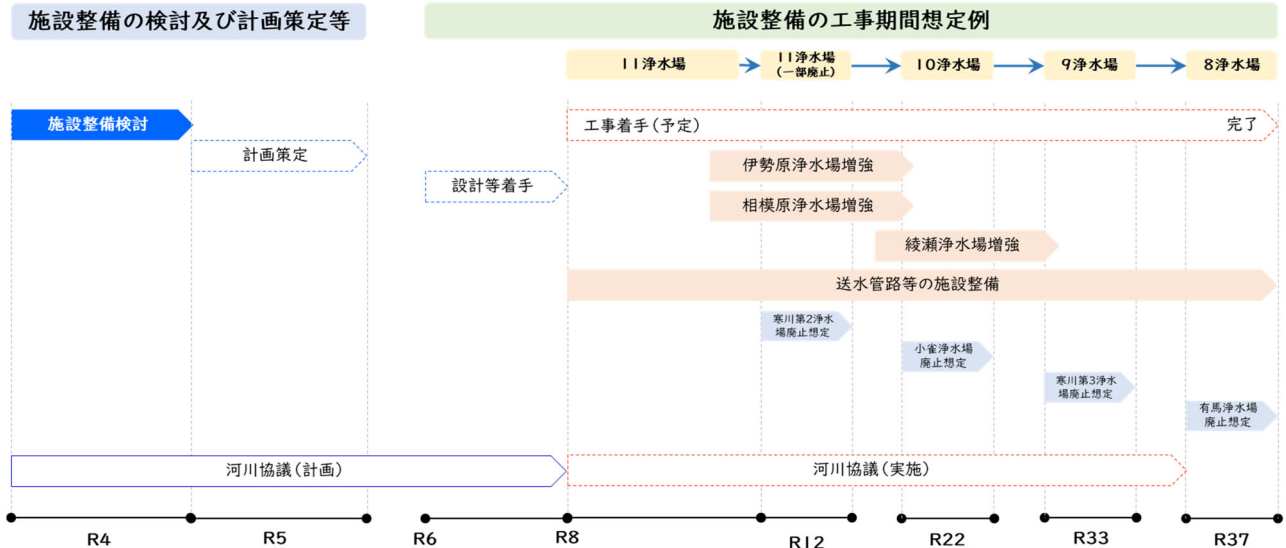 施設整備の検討及び計画策定等
施設整備の工事期間想定例
11浄水場
11浄水場
(一部廃止)
10浄水場
9浄水場
8浄水場
施設整備検討
工事着手(予定)
完了
計画策定
伊勢原浄水場増強
設計等着手
相模原浄水場増強
綾瀬浄水場増強
送水管路等の施設整備
寒川第2浄水
場廃止想定
小雀浄水場
廃止想定
寒川第3浄水
場廃止想定
有馬浄水場
廃止想定
河川協議(計画)
河川協議(実施)
R4
R5
R6
R8
R12
R22
R33
R37